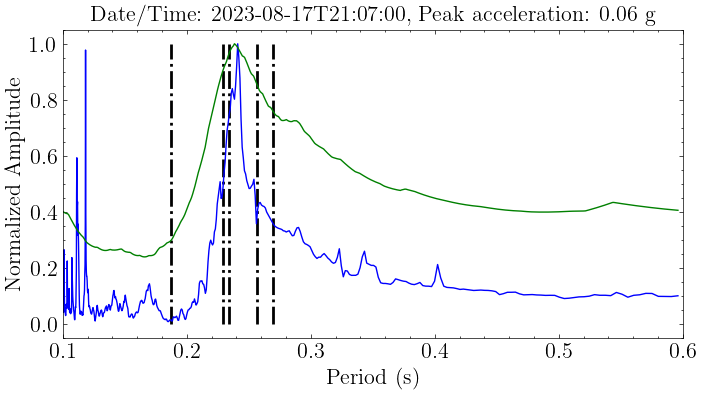 Date/Time: 2023-08-17T21:07:00, Peak acceleration: 0.06 g
Normalized Amplitude
1.0
0.8
0.6
0.4
0.2
0.0
0.1 0.2 0.3 0.4 0.5 0.6
Period (s)